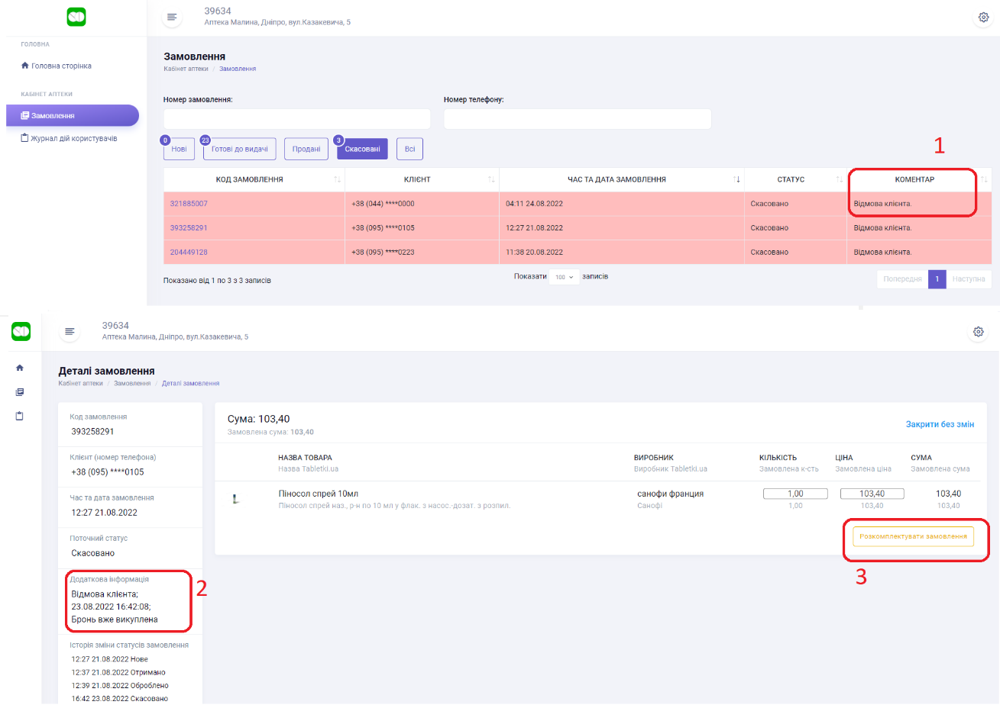 39634
Аптека Малина, Дніпро, вул.Казакевича, 5
ГОЛОВНА
Головна сторінка
КАБІНЕТ АПТЕКИ
Замовлення
Журнал дій користувачів
Замовлення
Кабінет аптеки / Замовлення
Номер замовлення: Номер телефону:
0 Нові 23 Готові до видачі Продані 3 Скасовані Всі
1
КОД ЗАМОВЛЕННЯ КЛІЄНТ ЧАС ТА ДАТА ЗАМОВЛЕННЯ СТАТУС КОМЕНТАР
321885007 +38 (044) ****0000 04:11 24.08.2022 Скасовано Відмова клієнта.
393258291 +38 (095) ****0105 12:27 21.08.2022 Скасовано Відмова клієнта.
204449128 +38 (095) ****0223 11:38 20.08.2022 Скасовано Відмова клієнта.
Показано від 1 по 3 з 3 записів Показати 100 записів Попередня 1 Наступна
39634
Аптека Малина, Дніпро, вул.Казакевича, 5
Деталі замовлення
Кабінет аптеки / Замовлення / Деталі замовлення
Код замовлення
393258291
Клієнт (номер телефона)
+38 (095) ****0105
Час та дата замовлення
12:27 21.08.2022
Поточний статус
Скасовано
Додаткова інформація
Відмова клієнта;
23.08.2022 16:42:08;
Бронь вже викуплена
2
Історія зміни статусів замовлення
12:27 21.08.2022 Нове
12:37 21.08.2022 Отримано
12:39 21.08.2022 Оброблено
16:42 23.08.2022 Скасовано
Сума: 103,40
Замовлена сума: 103,40
Закрити без змін
НАЗВА ТОВАРА ВИРОБНИК КІЛЬКІСТЬ ЦІНА СУМА
Назва Tabletki.ua Виробник Tabletki.ua Замовлена к-сть Замовлена ціна Замовлена сума
Піносол спрей 10мл санофи франция 1,00 103,40 103,40
Піносол спрей наз., р-н по 10 мл у флак. з насос.-дозат. з розпил. Санофі 1,00 103,40 103,40
Розкомплектувати замовлення
3